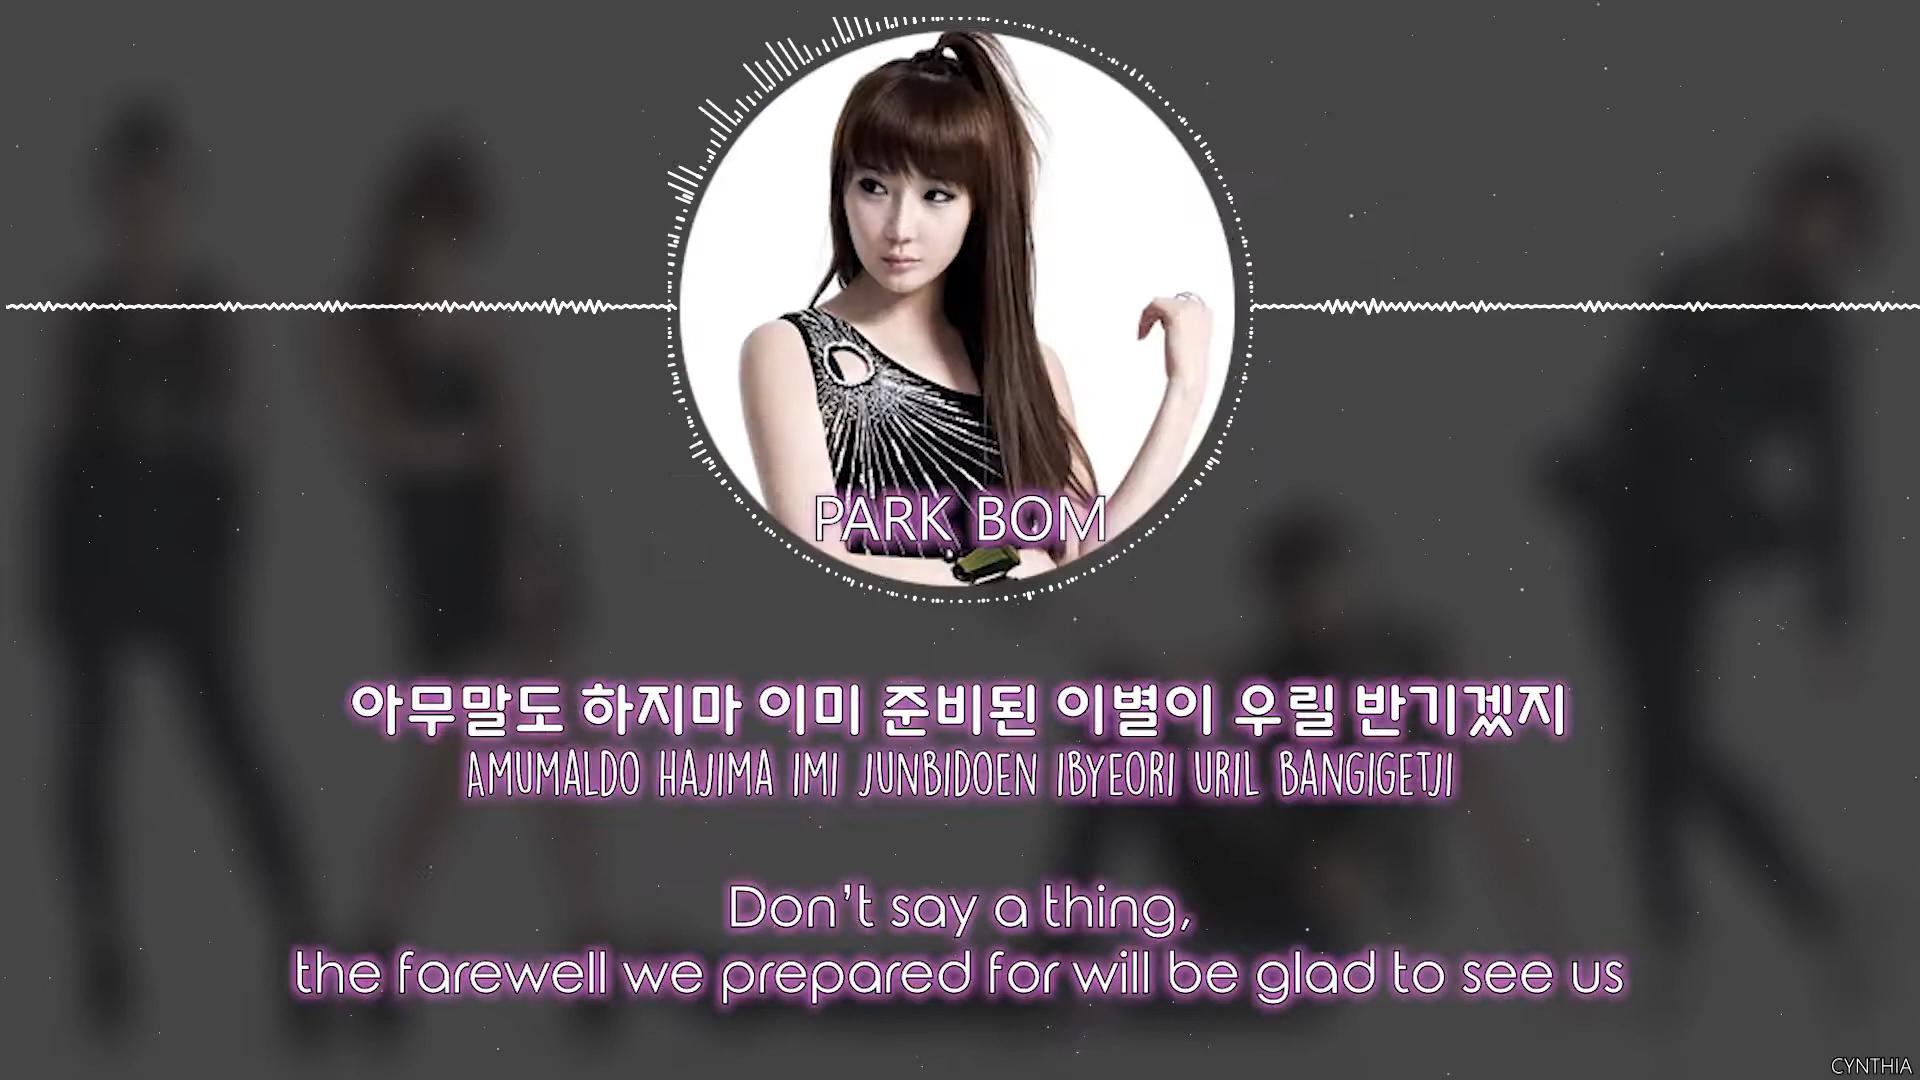 PARK BOM
아무말도 하지마 이미 준비된 이별이 우릴 반기겠지
AMUMALDO HAJIMA IMI JUNBIDOEN IBYEORI URIL BANGIGETJI
Don't say a thing,
the farewell we prepared for will be glad to see us
CYNTHIA